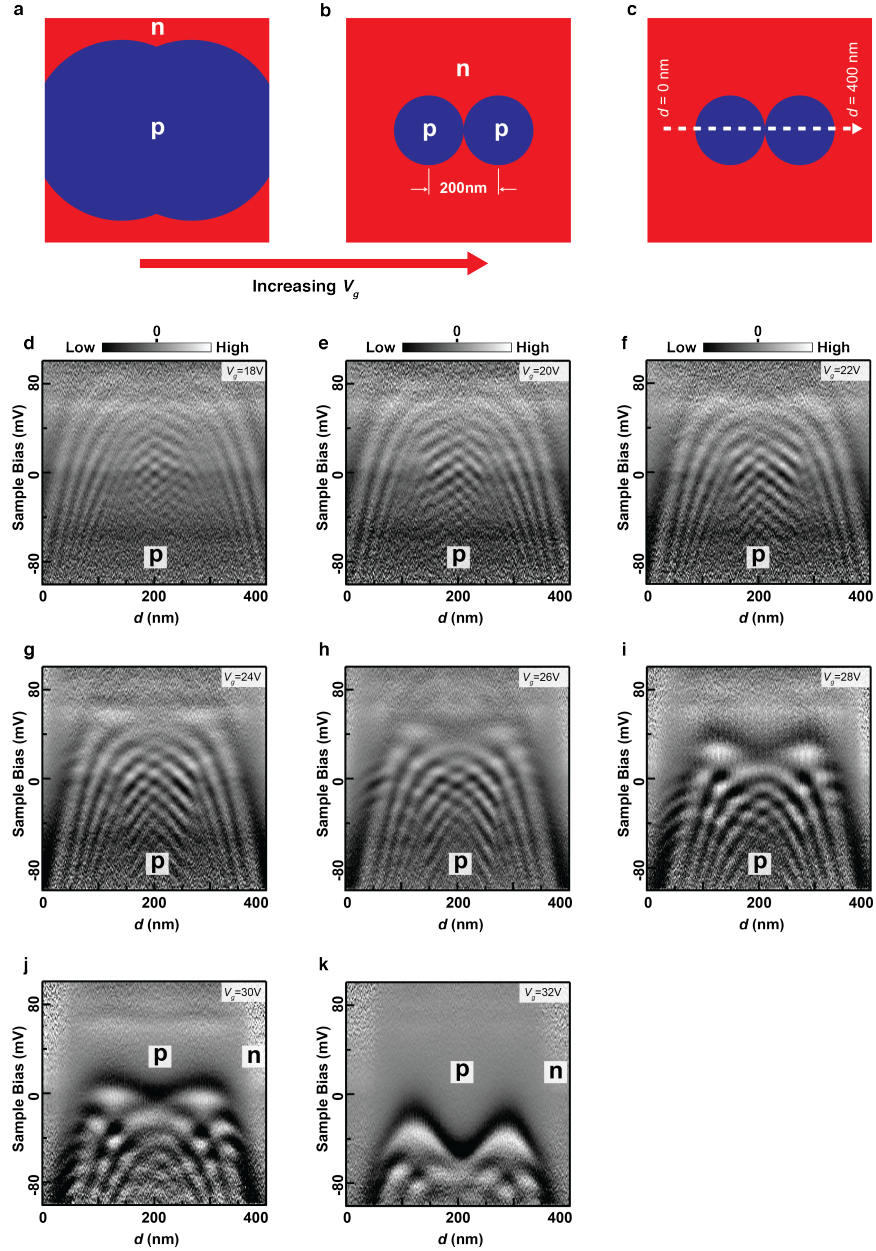 a
n
p
b
n
p p
200nm
c
d = 0 nm
d = 400 nm
Increasing Vg
d
0
Low High
Vg=18V
Sample Bias (mV)
80
0
-80
p
0 200 400
d (nm)
e
0
Low High
Vg=20V
Sample Bias (mV)
80
0
-80
p
0 200 400
d (nm)
f
0
Low High
Vg=22V
Sample Bias (mV)
80
0
-80
p
0 200 400
d (nm)
g
Vg=24V
Sample Bias (mV)
80
0
-80
p
0 200 400
d (nm)
h
Vg=26V
Sample Bias (mV)
80
0
-80
p
0 200 400
d (nm)
i
Vg=28V
Sample Bias (mV)
80
0
-80
p
0 200 400
d (nm)
j
Vg=30V
Sample Bias (mV)
80
0
-80
p n
0 200 400
d (nm)
k
Vg=32V
Sample Bias (mV)
80
0
-80
p n
0 200 400
d (nm)